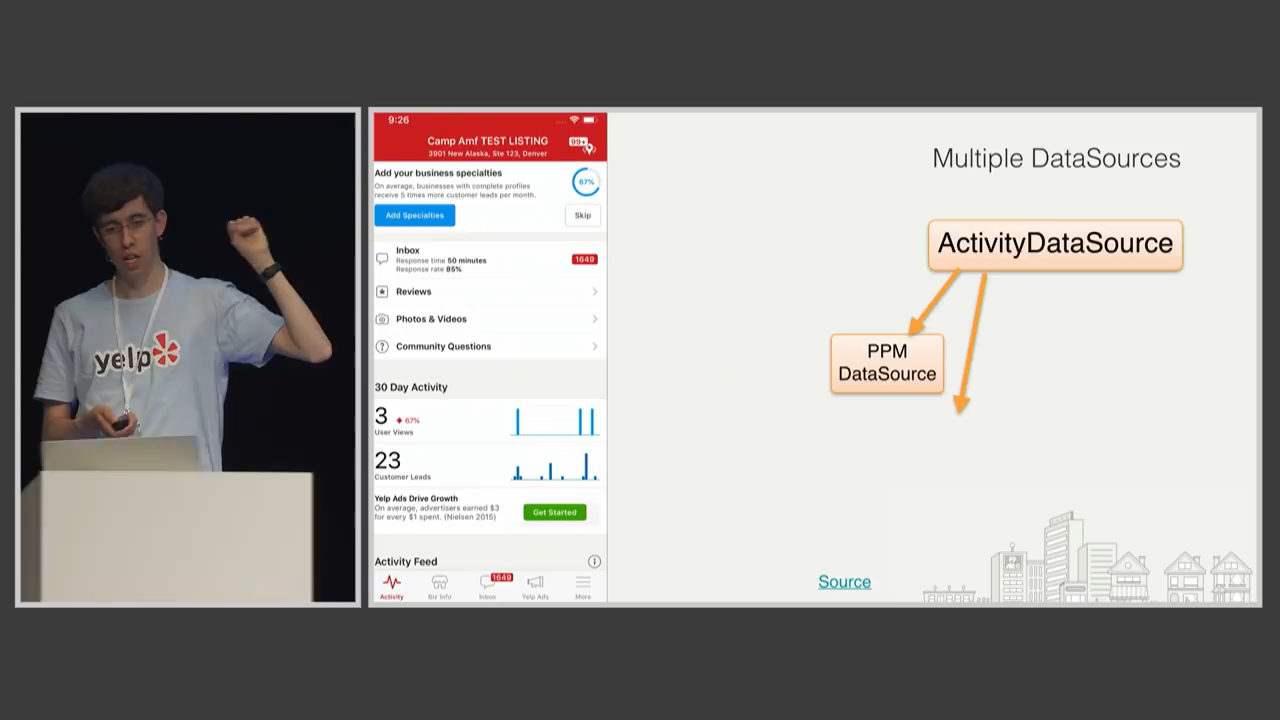 yelp
9:26
Camp Amf TEST LISTING
3901 New Alaska, Ste 123, Denver
99+
Add your business specialties
On average, businesses with complete profiles
receive 5 times more customer leads per month.
67%
Add Specialties
Skip
Inbox
Response time 50 minutes
Response rate 85%
1649
Reviews
Photos & Videos
Community Questions
30 Day Activity
3
67%
User Views
23
Customer Leads
Yelp Ads Drive Growth
On average, advertisers earned $3
for every $1 spent. (Nielsen 2015)
Get Started
Activity Feed
1649
Activity
Biz Info
Inbox
Yelp Ads
More
Multiple DataSources
ActivityDataSource
PPM
DataSource
Source